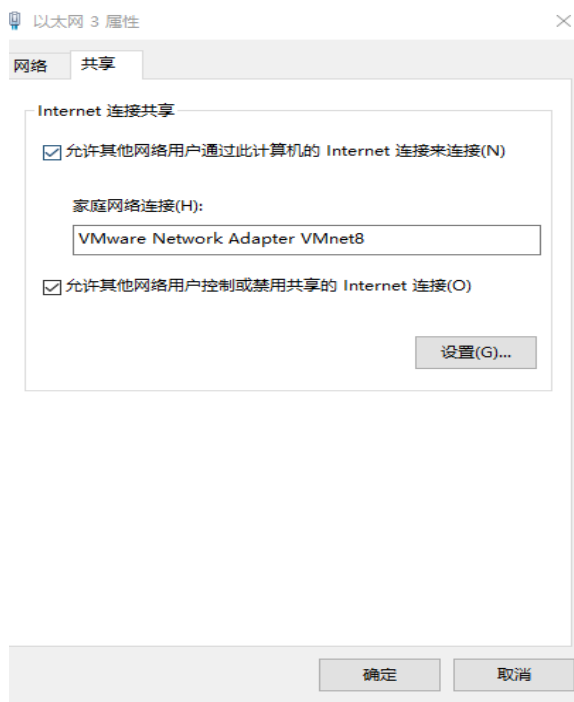 以太网 3 属性
网络 共享
Internet 连接共享
允许其他网络用户通过此计算机的 Internet 连接来连接(N)
家庭网络连接(H):
VMware Network Adapter VMnet8
允许其他网络用户控制或禁用共享的 Internet 连接(O)
设置(G)...
确定 取消